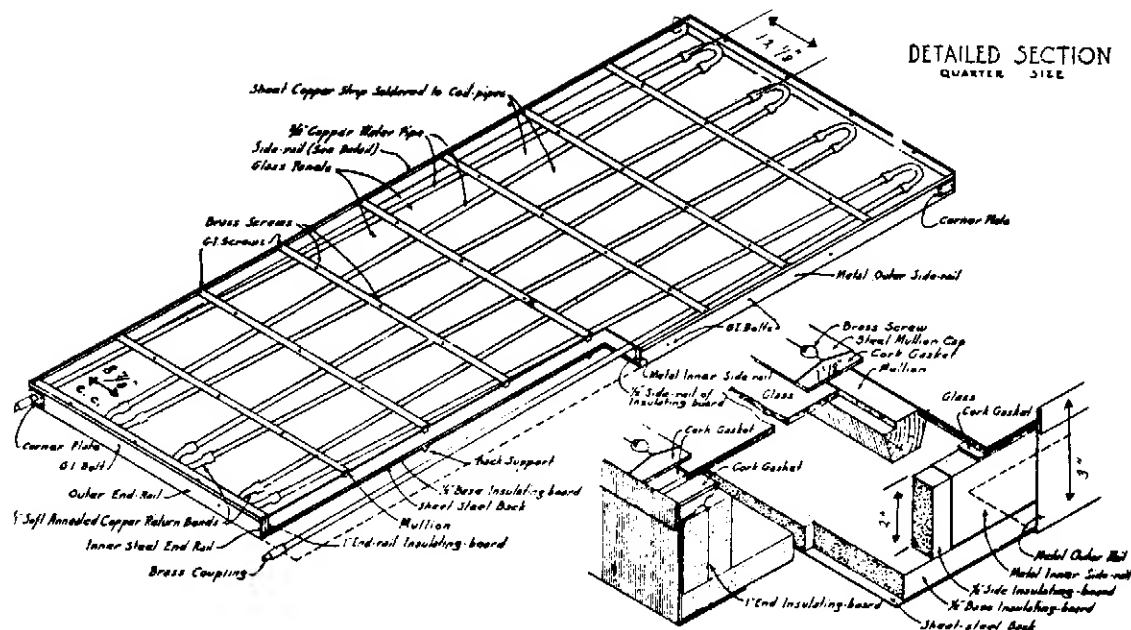 DETAILED SECTION
QUARTER SIZE
Sheet Copper Strip Soldered to Coil-pipes
Copper Water Pipe
Side-rail (See Detail)
Glass Panels
Brass Screws
G.I. Screws
Corner Plate
Metal Outer Side-rail
G.I. Bolts
Metal Inner Side-rail
½" Side-rail of
Insulating board
c. to c.
Corner Plate
G.I. Bolt
Outer End-Rail
Soft Annealed Copper Return Bends
Inner Steel End Rail
Brass Coupling
1" End-rail Insulating-board
Mullion
Sheet Steel Back
½" Base Insulating-board
Back Support
Brass Screw
Steel Mullion Cap
Cork Gasket
Mullion
Glass
Glass
Cork Gasket
Cork Gasket
Cork Gasket
3"
2"
Metal Outer Rail
Metal Inner Side-rail
½" Side Insulating-board
½" Base Insulating-board
Sheet-steel Back
1" End Insulating-board